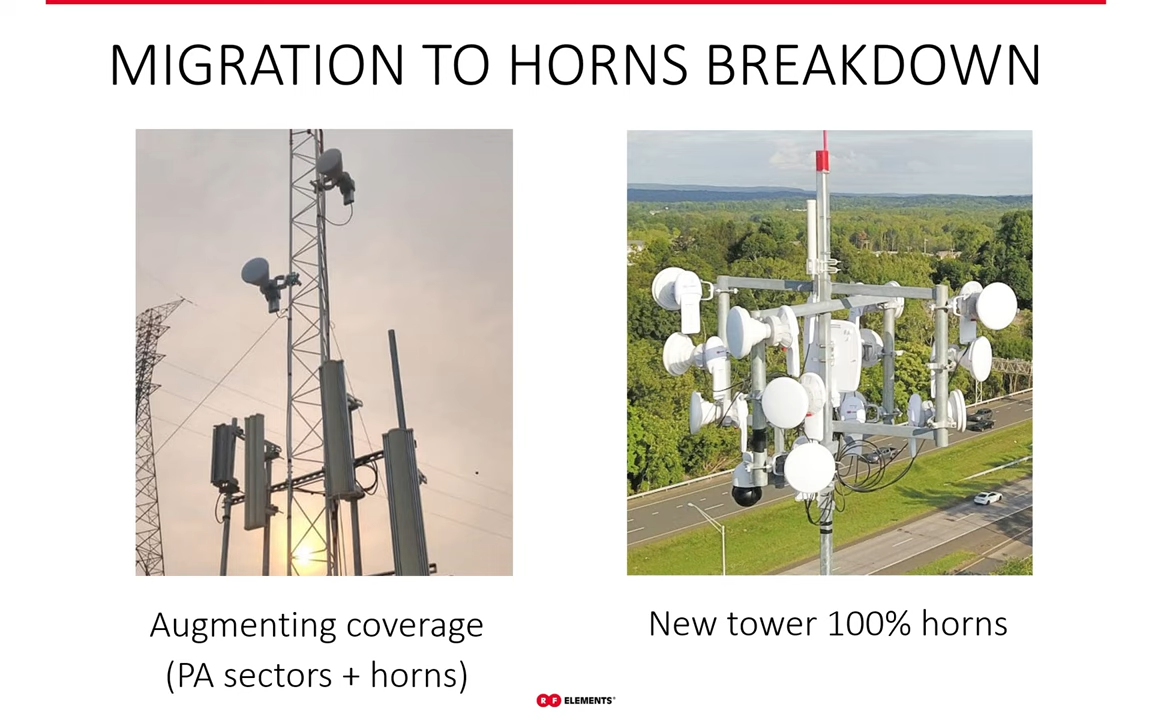 MIGRATION TO HORNS BREAKDOWN
Augmenting coverage
(PA sectors + horns)
New tower 100% horns
RF ELEMENTS®